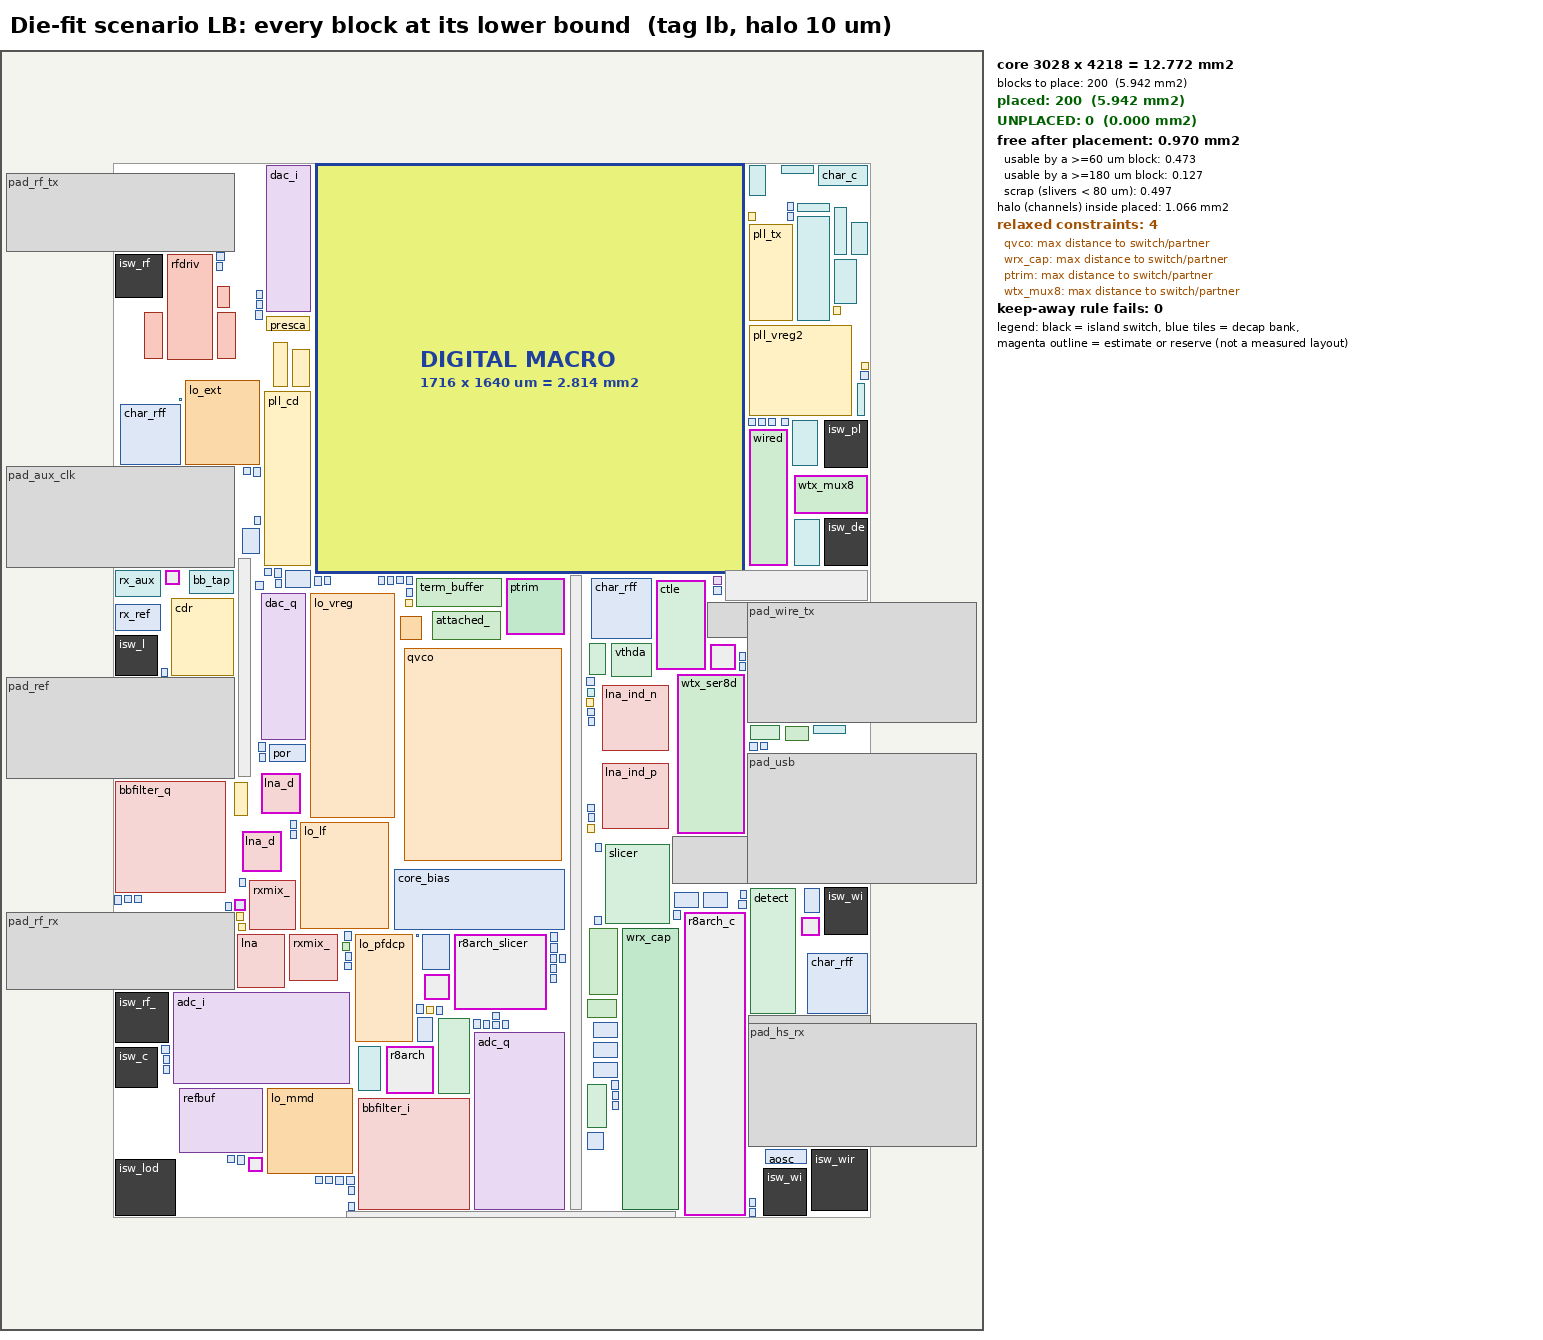 Die-fit scenario LB: every block at its lower bound  (tag lb, halo 10 um)
core 3028 x 4218 = 12.772 mm2
blocks to place: 200  (5.942 mm2)
placed: 200  (5.942 mm2)
UNPLACED: 0  (0.000 mm2)
free after placement: 0.970 mm2
usable by a >=60 um block: 0.473
usable by a >=180 um block: 0.127
scrap (slivers < 80 um): 0.497
halo (channels) inside placed: 1.066 mm2
relaxed constraints: 4
qvco: max distance to switch/partner
wrx_cap: max distance to switch/partner
ptrim: max distance to switch/partner
wtx_mux8: max distance to switch/partner
keep-away rule fails: 0
legend: black = island switch, blue tiles = decap bank,
magenta outline = estimate or reserve (not a measured layout)
pad_rf_tx
dac_i
char_c
isw_rf
rfdriv
pll_tx
presca
pll_vreg2
DIGITAL MACRO
1716 x 1640 um = 2.814 mm2
lo_ext
pll_cd
char_rff
wired
isw_pl
pad_aux_clk
wtx_mux8
isw_de
rx_aux
bb_tap
term_buffer
ptrim
char_rff
ctle
dac_q
lo_vreg
cdr
rx_ref
attached_
pad_wire_tx
isw_l
vthda
qvco
pad_ref
wtx_ser8d
lna_ind_n
por
pad_usb
lna_ind_p
lna_d
bbfilter_q
lo_lf
lna_d
slicer
core_bias
rxmix_
detect
isw_wi
pad_rf_rx
r8arch_c
lna
rxmix_
lo_pfdcp
r8arch_slicer
wrx_cap
char_rff
isw_rf_
adc_i
pad_hs_rx
adc_q
isw_c
r8arch
refbuf
lo_mmd
bbfilter_i
aosc
isw_wir
isw_lod
isw_wi